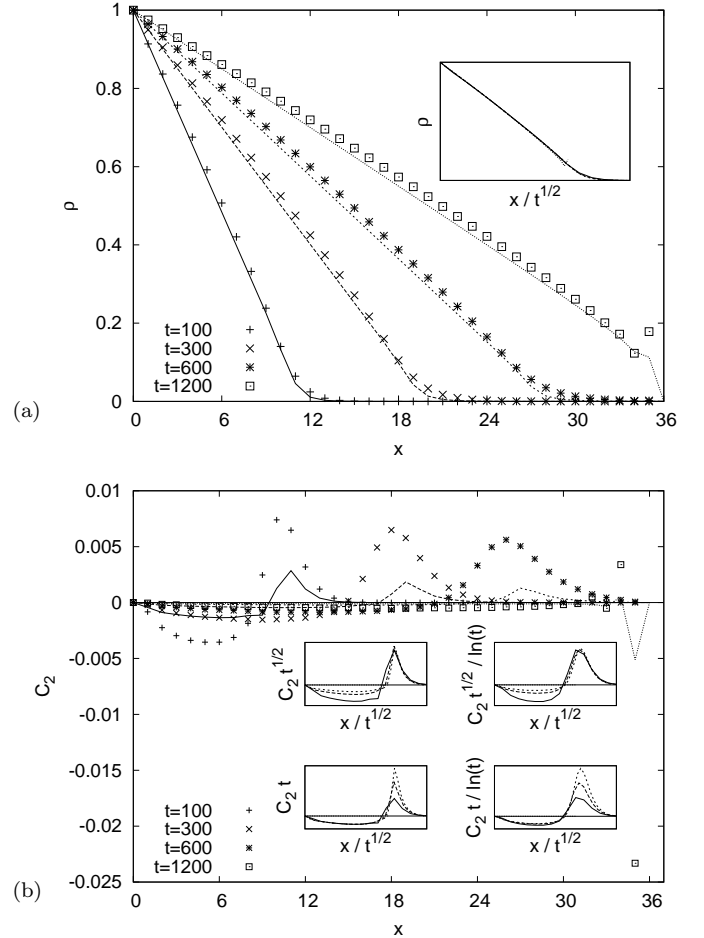 1
0.8
0.6
0.4
0.2
0
ρ
ρ
x / t^{1/2}
t=100
t=300
t=600
t=1200
0 6 12 18 24 30 36
x
(a)
0.01
0.005
0
-0.005
-0.01
-0.015
-0.02
-0.025
C_2
C_2 t^{1/2}
x / t^{1/2}
C_2 t^{1/2} / ln(t)
x / t^{1/2}
C_2 t
x / t^{1/2}
C_2 t / ln(t)
x / t^{1/2}
t=100
t=300
t=600
t=1200
0 6 12 18 24 30 36
x
(b)